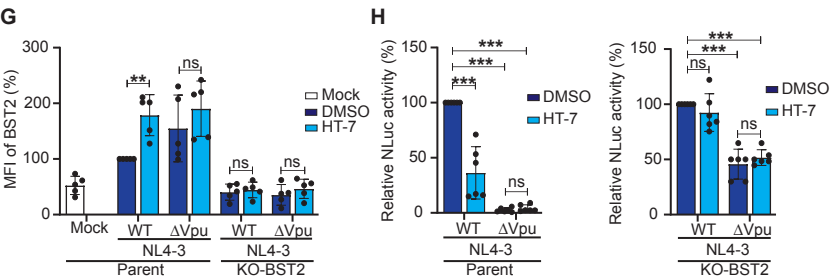 G
MFI of BST2 (%)
300
200
100
0
**
ns
ns
ns
Mock
DMSO
HT-7
Mock
WT
ΔVpu
WT
ΔVpu
NL4-3
NL4-3
Parent
KO-BST2
H
Relative NLuc activity (%)
150
100
50
0
***
***
***
ns
DMSO
HT-7
WT
ΔVpu
NL4-3
Parent
Relative NLuc activity (%)
150
100
50
0
***
***
ns
ns
DMSO
HT-7
WT
ΔVpu
NL4-3
KO-BST2